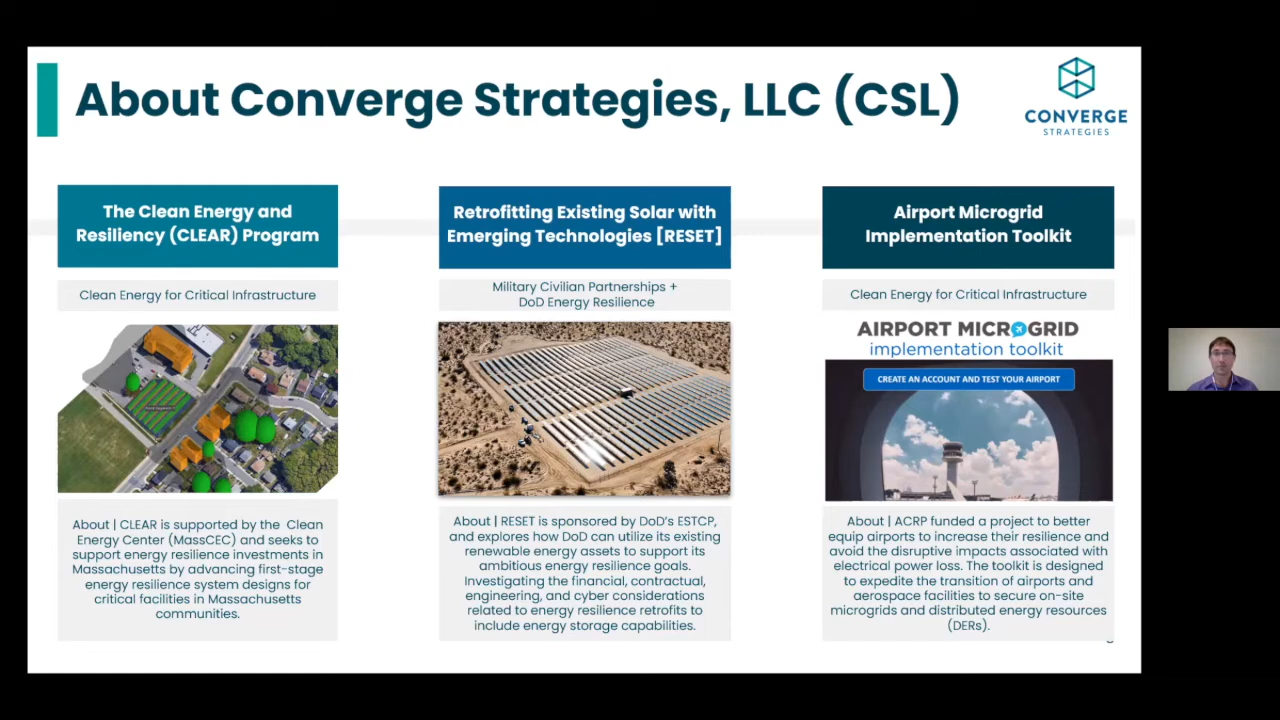 About Converge Strategies, LLC (CSL)
CONVERGE
STRATEGIES
The Clean Energy and
Resiliency (CLEAR) Program
Clean Energy for Critical Infrastructure
About | CLEAR is supported by the Clean
Energy Center (MassCEC) and seeks to
support energy resilience investments in
Massachusetts by advancing first-stage
energy resilience system designs for
critical facilities in Massachusetts
communities.
Retrofitting Existing Solar with
Emerging Technologies [RESET]
Military Civilian Partnerships +
DoD Energy Resilience
About | RESET is sponsored by DoD's ESTCP,
and explores how DoD can utilize its existing
renewable energy assets to support its
ambitious energy resilience goals.
Investigating the financial, contractual,
engineering, and cyber considerations
related to energy resilience retrofits to
include energy storage capabilities.
Airport Microgrid
Implementation Toolkit
Clean Energy for Critical Infrastructure
AIRPORT MICROGRID
implementation toolkit
CREATE AN ACCOUNT AND TEST YOUR AIRPORT
About | ACRP funded a project to better
equip airports to increase their resilience and
avoid the disruptive impacts associated with
electrical power loss. The toolkit is designed
to expedite the transition of airports and
aerospace facilities to secure on-site
microgrids and distributed energy resources
(DERs).